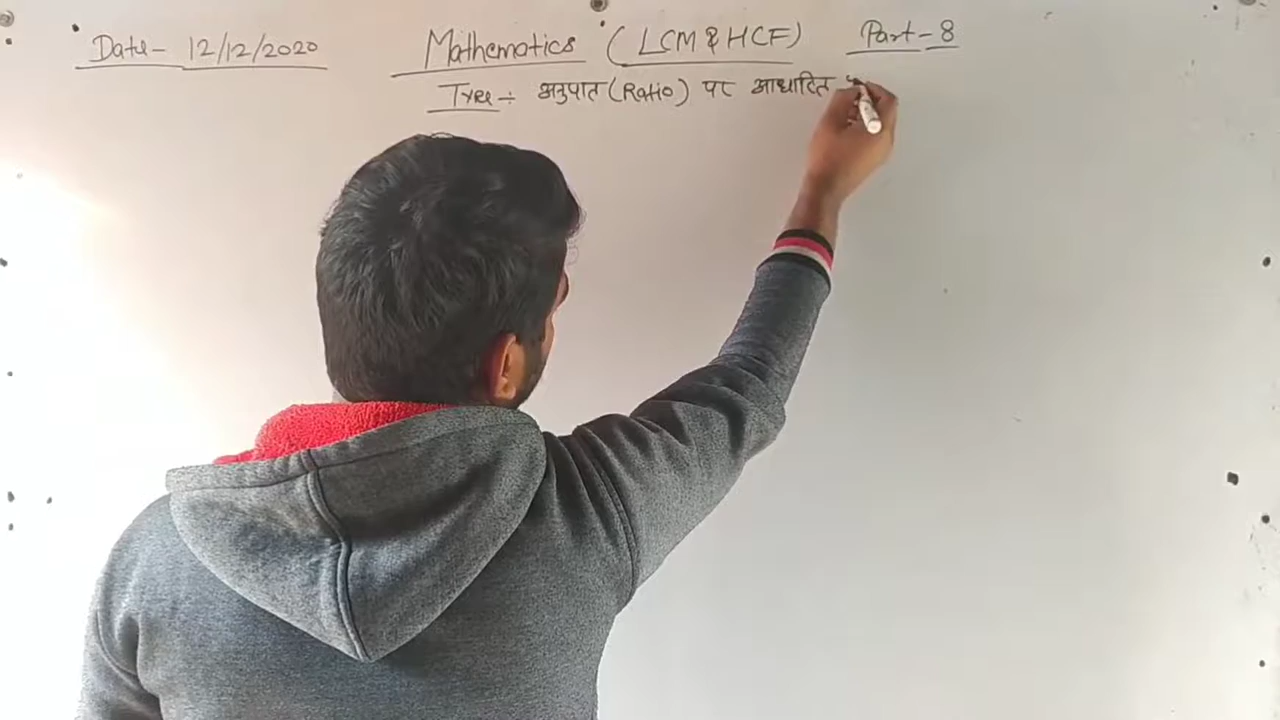 Date- 12/12/2020 Mathematics (LCM & HCF) Part-8
Type ÷ अनुपात (Ratio) पर आधारित